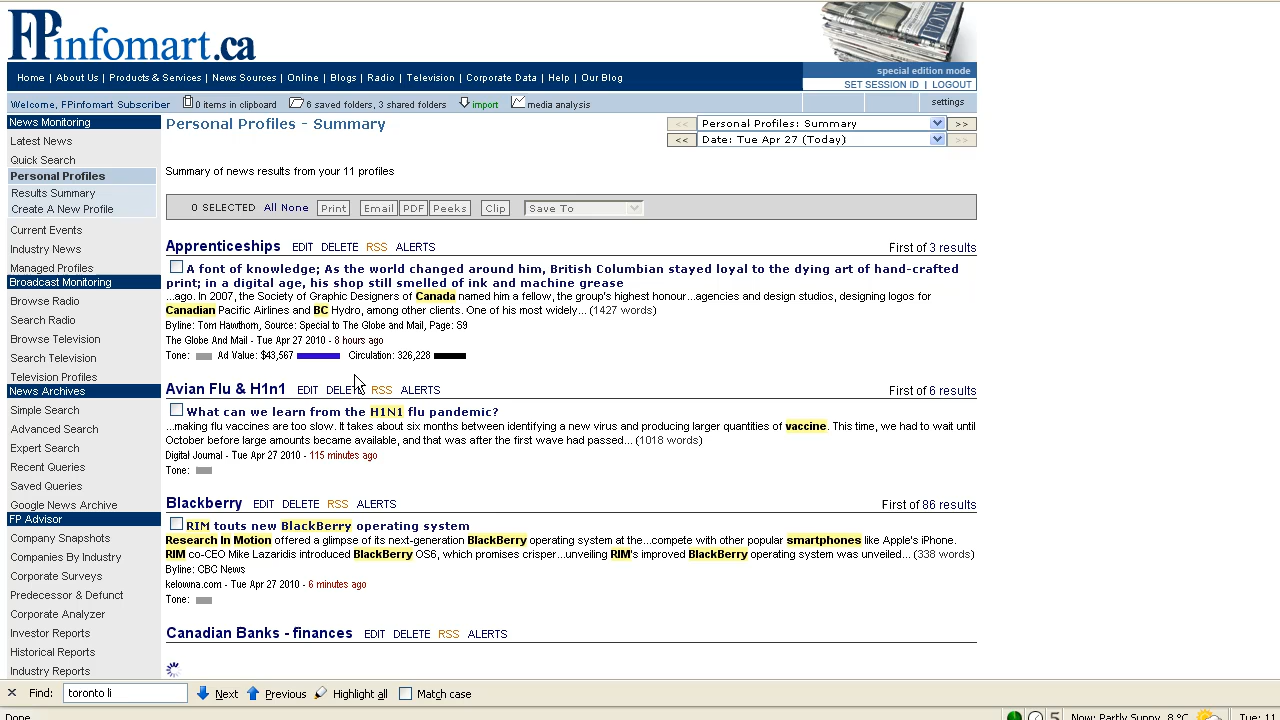 FPinfomart.ca
special edition mode
Home | About Us | Products & Services | News Sources | Online | Blogs | Radio | Television | Corporate Data | Help | Our Blog
SET SESSION ID | LOGOUT
Welcome, FPinfomart Subscriber 0 items in clipboard 6 saved folders, 3 shared folders import media analysis settings
News Monitoring
Latest News
Quick Search
Personal Profiles
Results Summary
Create A New Profile
Current Events
Industry News
Managed Profiles
Broadcast Monitoring
Browse Radio
Search Radio
Browse Television
Search Television
Television Profiles
News Archives
Simple Search
Advanced Search
Expert Search
Recent Queries
Saved Queries
Google News Archive
FP Advisor
Company Snapshots
Companies By Industry
Corporate Surveys
Predecessor & Defunct
Corporate Analyzer
Investor Reports
Historical Reports
Industry Reports
Personal Profiles - Summary
<< Personal Profiles: Summary >>
<< Date: Tue Apr 27 (Today) >>
Summary of news results from your 11 profiles
0 SELECTED All None Print Email PDF Peeks Clip Save To
Apprenticeships EDIT DELETE RSS ALERTS First of 3 results
A font of knowledge; As the world changed around him, British Columbian stayed loyal to the dying art of hand-crafted
print; in a digital age, his shop still smelled of ink and machine grease
...ago. In 2007, the Society of Graphic Designers of Canada named him a fellow, the group's highest honour...agencies and design studios, designing logos for
Canadian Pacific Airlines and BC Hydro, among other clients. One of his most widely... (1427 words)
Byline: Tom Hawthorn, Source: Special to The Globe and Mail, Page: S9
The Globe And Mail - Tue Apr 27 2010 - 8 hours ago
Tone: Ad Value: $43,567 Circulation: 326,228
Avian Flu & H1n1 EDIT DELETE RSS ALERTS First of 6 results
What can we learn from the H1N1 flu pandemic?
...making flu vaccines are too slow. It takes about six months between identifying a new virus and producing larger quantities of vaccine. This time, we had to wait until
October before large amounts became available, and that was after the first wave had passed... (1018 words)
Digital Journal - Tue Apr 27 2010 - 115 minutes ago
Tone:
Blackberry EDIT DELETE RSS ALERTS First of 86 results
RIM touts new BlackBerry operating system
Research In Motion offered a glimpse of its next-generation BlackBerry operating system at the...compete with other popular smartphones like Apple's iPhone.
RIM co-CEO Mike Lazaridis introduced BlackBerry OS6, which promises crisper...unveiling RIM's improved BlackBerry operating system was unveiled... (338 words)
Byline: CBC News
kelowna.com - Tue Apr 27 2010 - 6 minutes ago
Tone:
Canadian Banks - finances EDIT DELETE RSS ALERTS
Find: toronto li Next Previous Highlight all Match case
Done Now: Partly Sunny, 8 °C Tue: 11